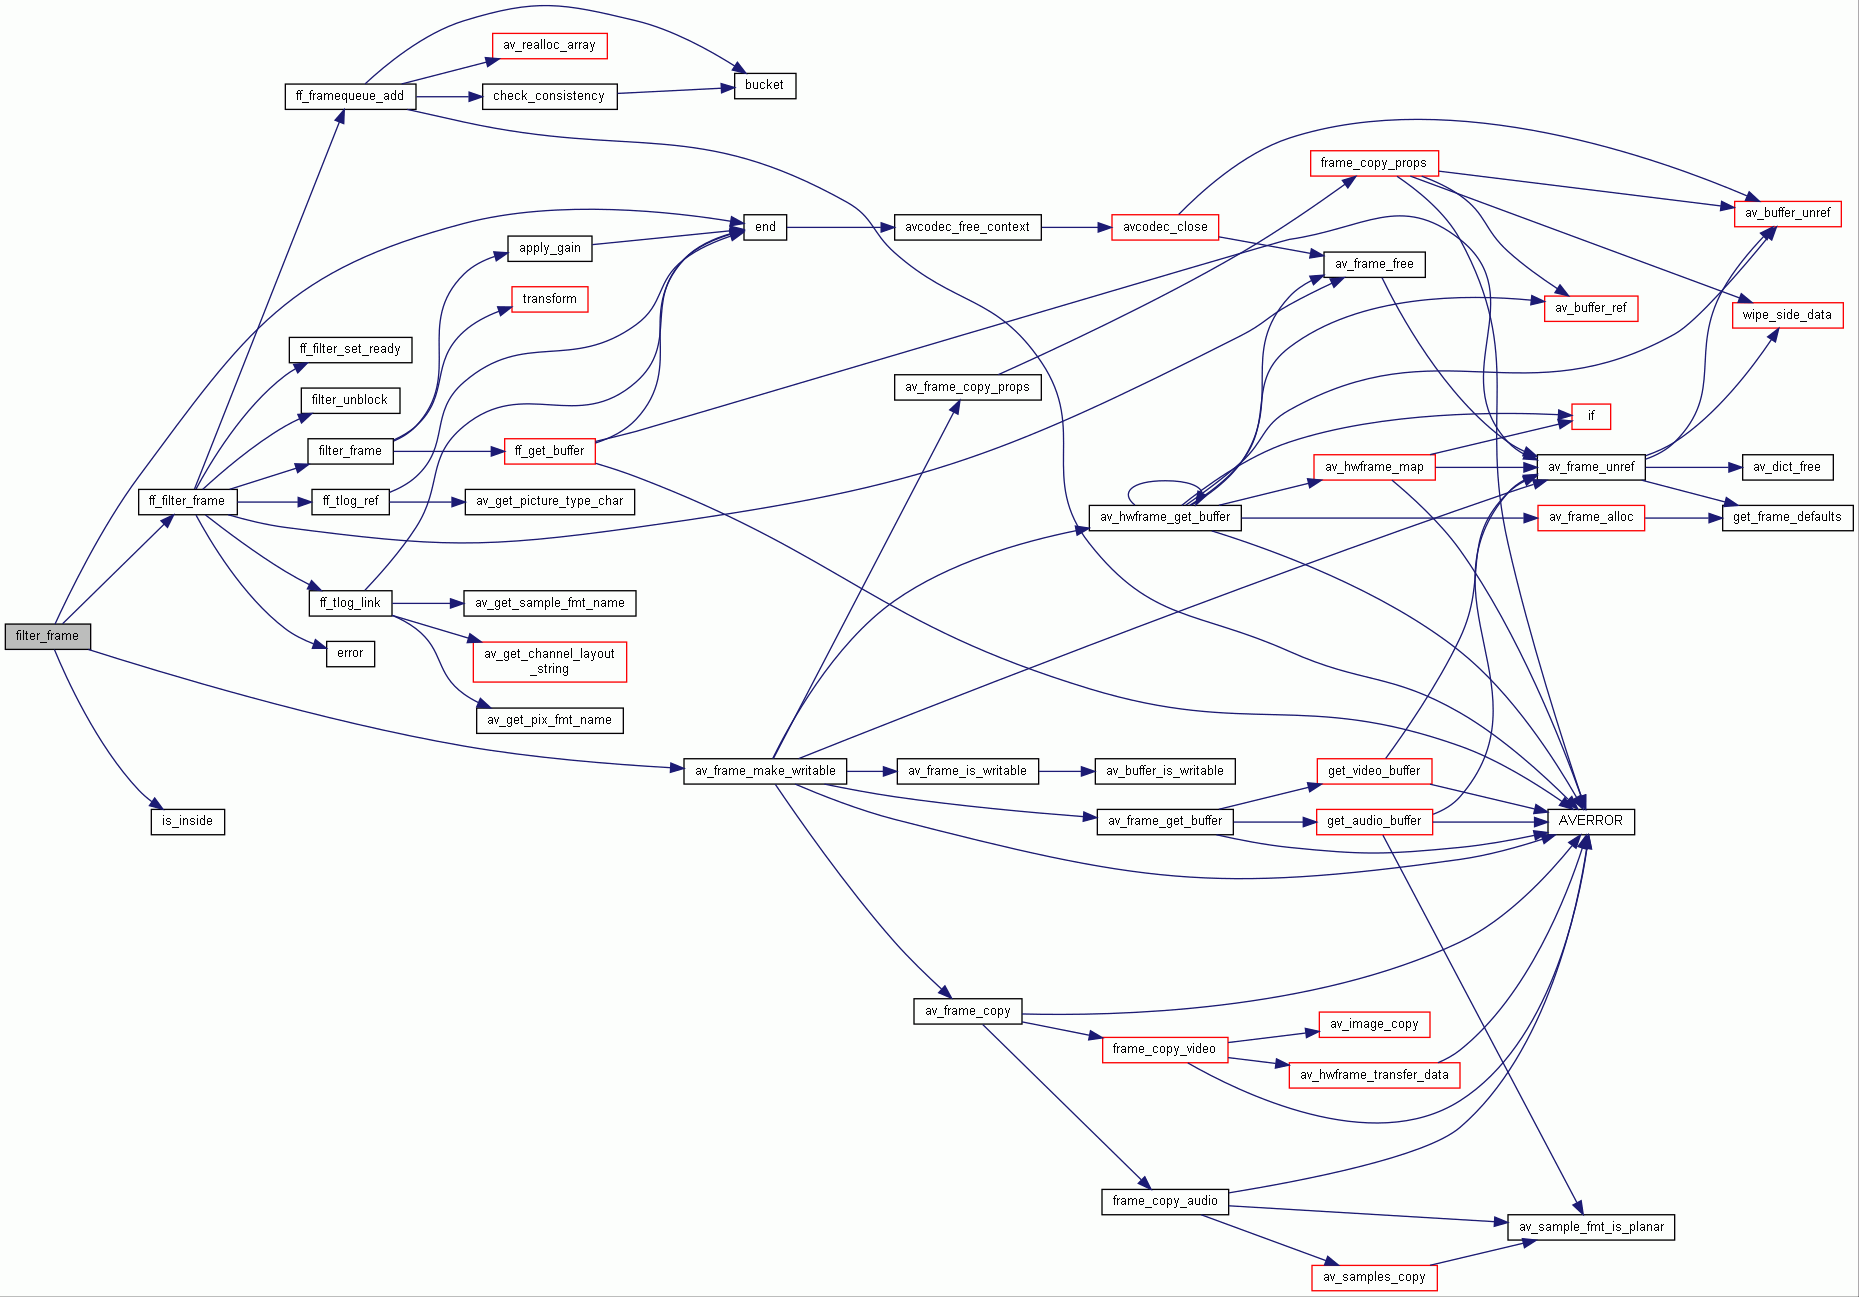 av_realloc_array
bucket
ff_framequeue_add
check_consistency
frame_copy_props
av_buffer_unref
end
avcodec_free_context
avcodec_close
apply_gain
av_frame_free
transform
av_buffer_ref
wipe_side_data
ff_filter_set_ready
av_frame_copy_props
filter_unblock
if
filter_frame
ff_get_buffer
av_hwframe_map
av_frame_unref
av_dict_free
ff_filter_frame
ff_tlog_ref
av_get_picture_type_char
av_hwframe_get_buffer
av_frame_alloc
get_frame_defaults
ff_tlog_link
av_get_sample_fmt_name
filter_frame
error
av_get_channel_layout
_string
av_get_pix_fmt_name
av_frame_make_writable
av_frame_is_writable
av_buffer_is_writable
get_video_buffer
is_inside
av_frame_get_buffer
get_audio_buffer
AVERROR
av_frame_copy
av_image_copy
frame_copy_video
av_hwframe_transfer_data
frame_copy_audio
av_sample_fmt_is_planar
av_samples_copy